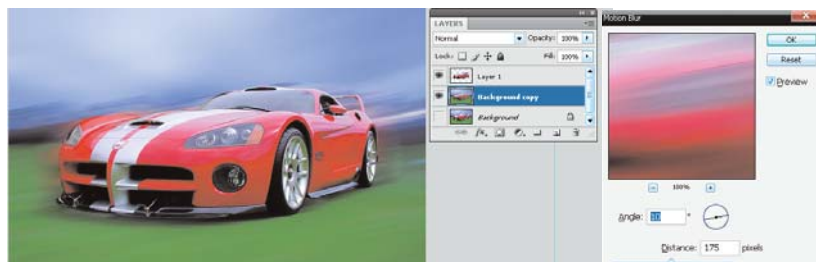 LAYERS
Normal
Opacity: 100%
Lock:
Fill: 100%
Layer 1
Background copy
Background
Motion Blur
OK
Reset
Preview
100%
Angle: 10 °
Distance: 175 pixels